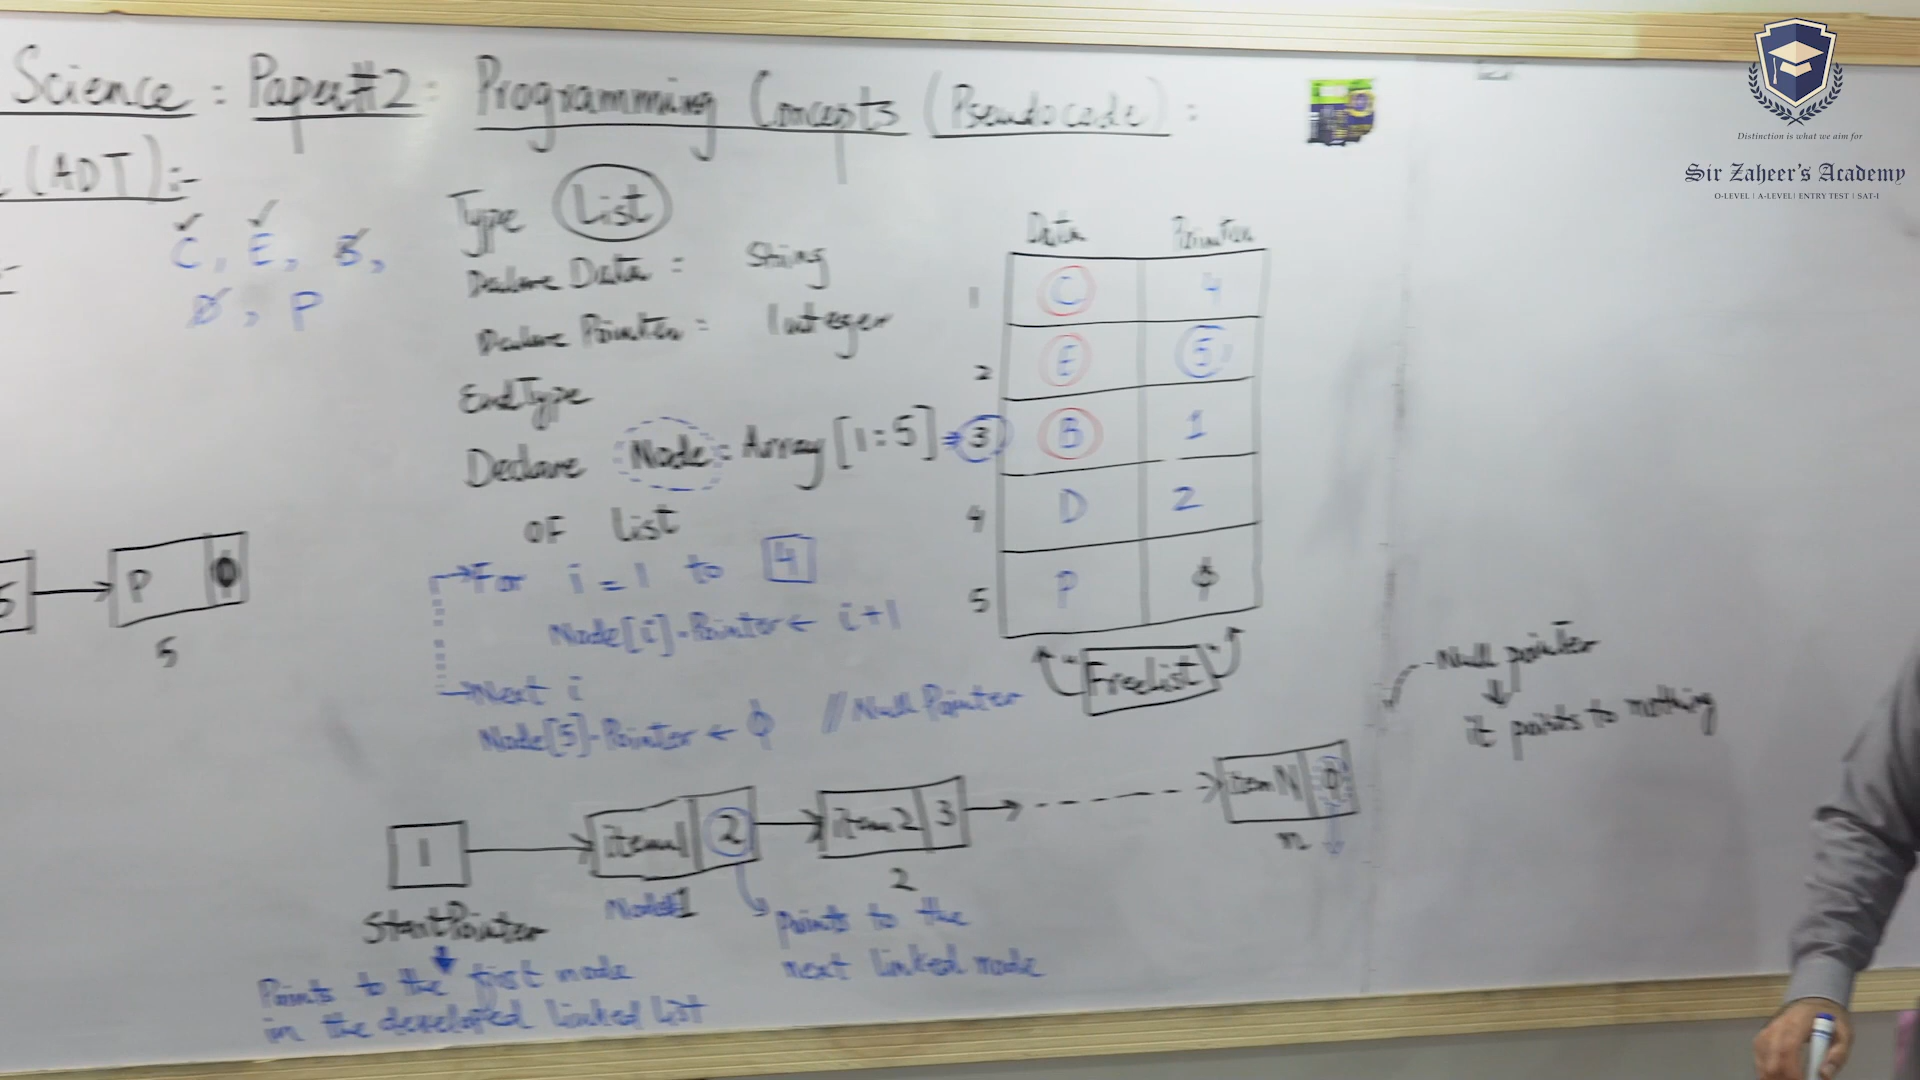 Science : Paper#2 : Programming Concepts (Pseudocode) :
(ADT):-
C, E, B,
D, P
Type List
Declare Data : String
Declare Pointer : Integer
EndType
Declare Node : Array [1:5]
OF List
For i = 1 to 4
Node[i]-Pointer ← i+1
Next i
Node[5]-Pointer ← ϕ //NullPointer
Data Pointer
1 C 4
2 E 5
3 B 1
4 D 2
5 P ϕ
FreeList
5 P ϕ
5
Null pointer
it points to nothing
1 item1 2 item2 3 itemN ϕ
StartPointer Node1 2 n
Points to the first node
in the developed linked list
points to the
next linked node
Distinction is what we aim for
Sir Zaheer's Academy
O-LEVEL | A-LEVEL | ENTRY TEST | SAT-I